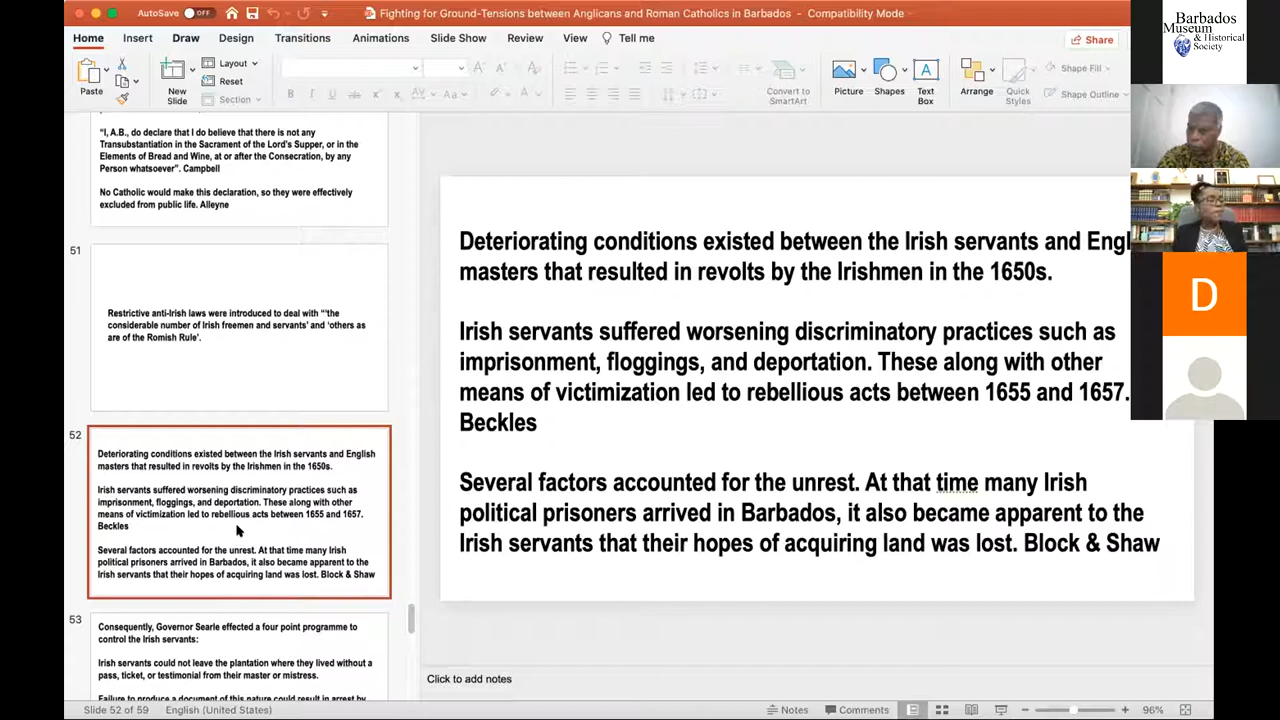 AutoSave OFF
Fighting for Ground-Tensions between Anglicans and Roman Catholics in Barbados - Compatibility Mode
Home Insert Draw Design Transitions Animations Slide Show Review View Tell me
Share
Paste
New
Slide
Layout
Reset
Section
B I U
Convert to
SmartArt
Picture
Shapes
Text
Box
Arrange
Quick
Styles
Shape Fill
Shape Outline
"I, A.B., do declare that I do believe that there is not any
Transubstantiation in the Sacrament of the Lord's Supper, or in the
Elements of Bread and Wine, at or after the Consecration, by any
Person whatsoever". Campbell
No Catholic would make this declaration, so they were effectively
excluded from public life. Alleyne
51
Restrictive anti-Irish laws were introduced to deal with "'the
considerable number of Irish freemen and servants' and 'others as
are of the Romish Rule'.
52
Deteriorating conditions existed between the Irish servants and English
masters that resulted in revolts by the Irishmen in the 1650s.
Irish servants suffered worsening discriminatory practices such as
imprisonment, floggings, and deportation. These along with other
means of victimization led to rebellious acts between 1655 and 1657.
Beckles
Several factors accounted for the unrest. At that time many Irish
political prisoners arrived in Barbados, it also became apparent to the
Irish servants that their hopes of acquiring land was lost. Block & Shaw
53
Consequently, Governor Searle effected a four point programme to
control the Irish servants:
Irish servants could not leave the plantation where they lived without a
pass, ticket, or testimonial from their master or mistress.
Failure to produce a document of this nature could result in arrest by
Deteriorating conditions existed between the Irish servants and Engl
masters that resulted in revolts by the Irishmen in the 1650s.
Irish servants suffered worsening discriminatory practices such as
imprisonment, floggings, and deportation. These along with other
means of victimization led to rebellious acts between 1655 and 1657.
Beckles
Several factors accounted for the unrest. At that time many Irish
political prisoners arrived in Barbados, it also became apparent to the
Irish servants that their hopes of acquiring land was lost. Block & Shaw
Click to add notes
Slide 52 of 59 English (United States)
Notes Comments
96%
Barbados
Museum
& Historical
Society
D